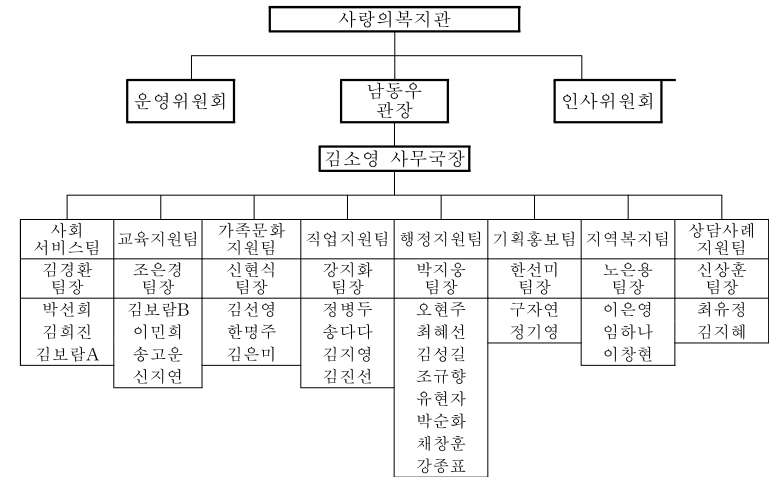 사랑의복지관
운영위원회
남동우
관장
인사위원회
김소영 사무국장
사회
서비스팀
교육지원팀
가족문화
지원팀
직업지원팀
행정지원팀
기획홍보팀
지역복지팀
상담사례
지원팀
김경환
팀장
조은경
팀장
신현식
팀장
강지화
팀장
박지웅
팀장
한선미
팀장
노은용
팀장
신상훈
팀장
박선희
김희진
김보람A
김보람B
이민희
송고운
신지연
김선영
한명주
김은미
정병두
송다다
김지영
김진선
오현주
최혜선
김성길
조규향
유현자
박순화
채창훈
강종표
구자연
정기영
이은영
임하나
이창현
최유정
김지혜